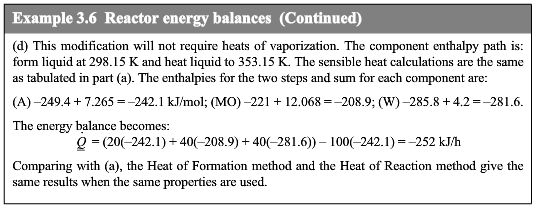 Example 3.6 Reactor energy balances (Continued)
(d) This modification will not require heats of vaporization. The component enthalpy path is:
form liquid at 298.15 K and heat liquid to 353.15 K. The sensible heat calculations are the same
as tabulated in part (a). The enthalpies for the two steps and sum for each component are:
(A) –249.4 + 7.265 = –242.1 kJ/mol; (MO) –221 + 12.068 = –208.9; (W) –285.8 + 4.2 = –281.6.
The energy balance becomes:
Q̲̇ = (20(–242.1) + 40(–208.9) + 40(–281.6)) – 100(–242.1) = –252 kJ/h
Comparing with (a), the Heat of Formation method and the Heat of Reaction method give the
same results when the same properties are used.